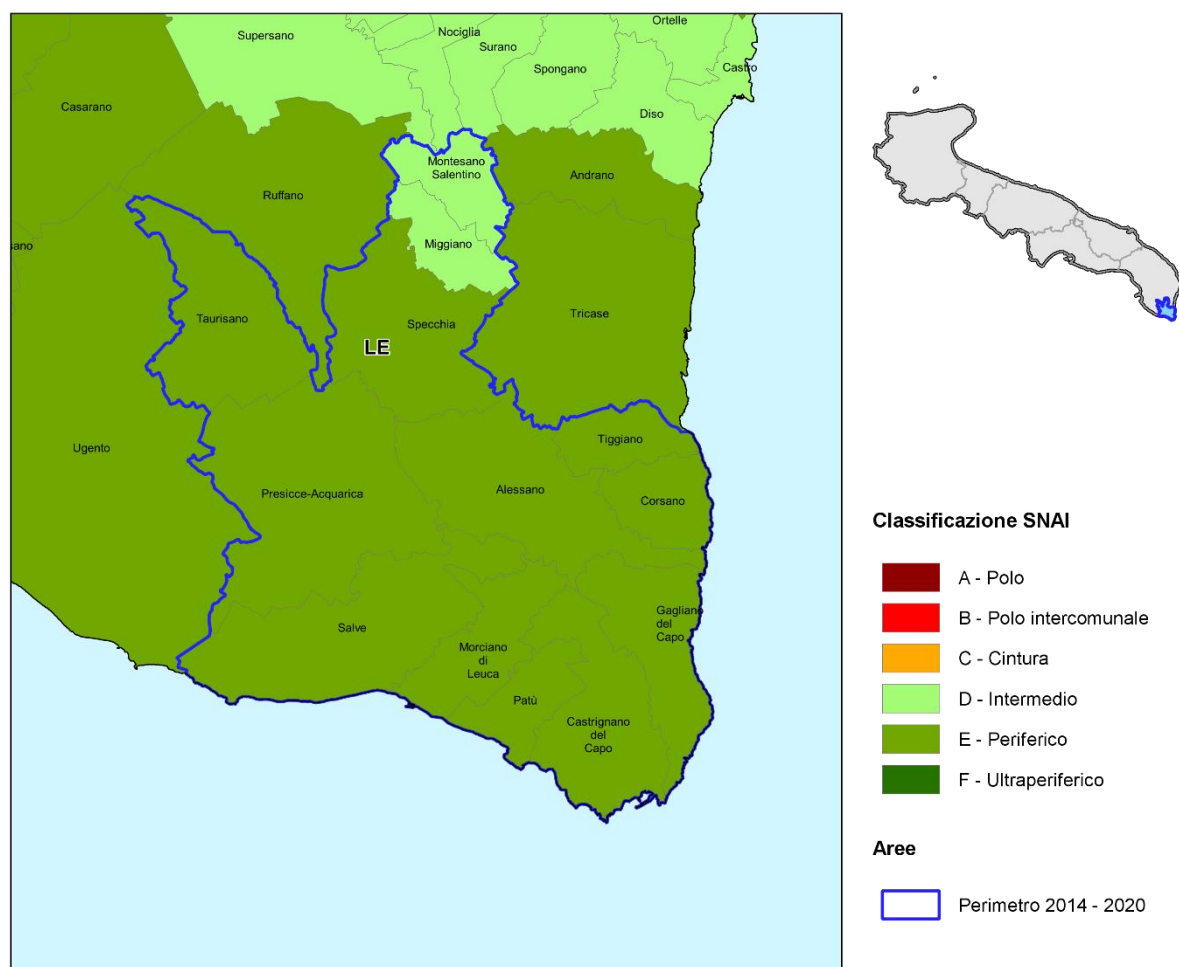 Supersano
Nociglia
Surano
Ortelle
Spongano
Castro
Casarano
Diso
Montesano
Salentino
Andrano
Ruffano
sano
Miggiano
Taurisano
Specchia
Tricase
LE
Ugento
Tiggiano
Presicce-Acquarica
Alessano
Corsano
Salve
Gagliano
del
Capo
Morciano
di
Leuca
Patù
Castrignano
del
Capo
Classificazione SNAI
A - Polo
B - Polo intercomunale
C - Cintura
D - Intermedio
E - Periferico
F - Ultraperiferico
Aree
Perimetro 2014 - 2020